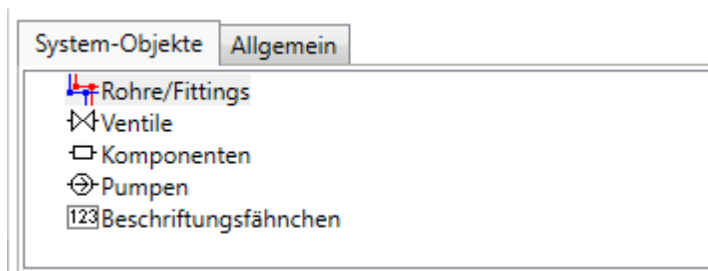 System-Objekte Allgemein
Rohre/Fittings
Ventile
Komponenten
Pumpen
123 Beschriftungsfähnchen